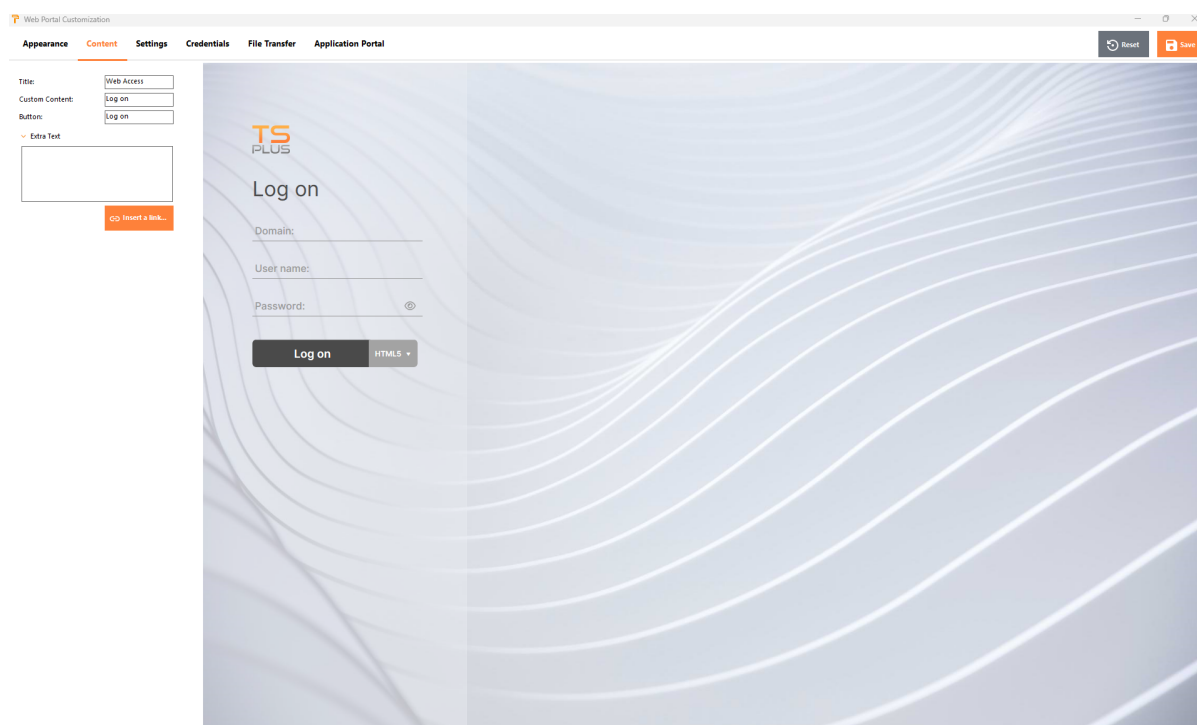 Web Portal Customization
Appearance Content Settings Credentials File Transfer Application Portal Reset Save
Title: Web Access
Custom Content: Log on
Button: Log on
Extra Text
Insert a link...
TS
PLUS
Log on
Domain:
User name:
Password:
Log on HTML5